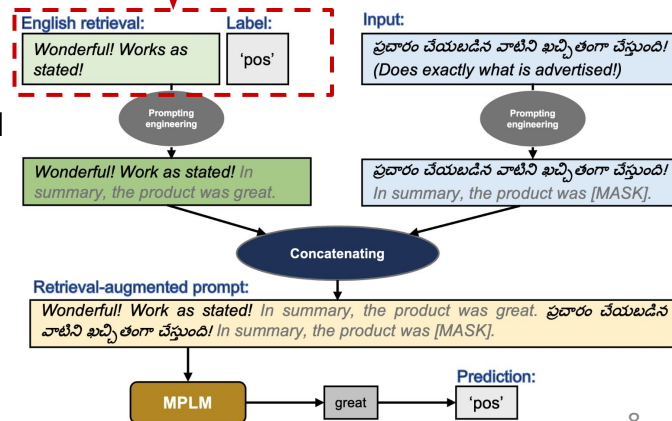 English retrieval:
Label:
Input:
Wonderful! Works as
stated!
'pos'
ప్రచారం చేయబడిన వాటిని ఖచ్చితంగా చేస్తుంది!
(Does exactly what is advertised!)
Prompting
engineering
Prompting
engineering
Wonderful! Work as stated! In
summary, the product was great.
ప్రచారం చేయబడిన వాటిని ఖచ్చితంగా చేస్తుంది!
In summary, the product was [MASK].
Concatenating
Retrieval-augmented prompt:
Wonderful! Work as stated! In summary, the product was great. ప్రచారం చేయబడిన
వాటిని ఖచ్చితంగా చేస్తుంది! In summary, the product was [MASK].
Prediction:
MPLM
great
'pos'